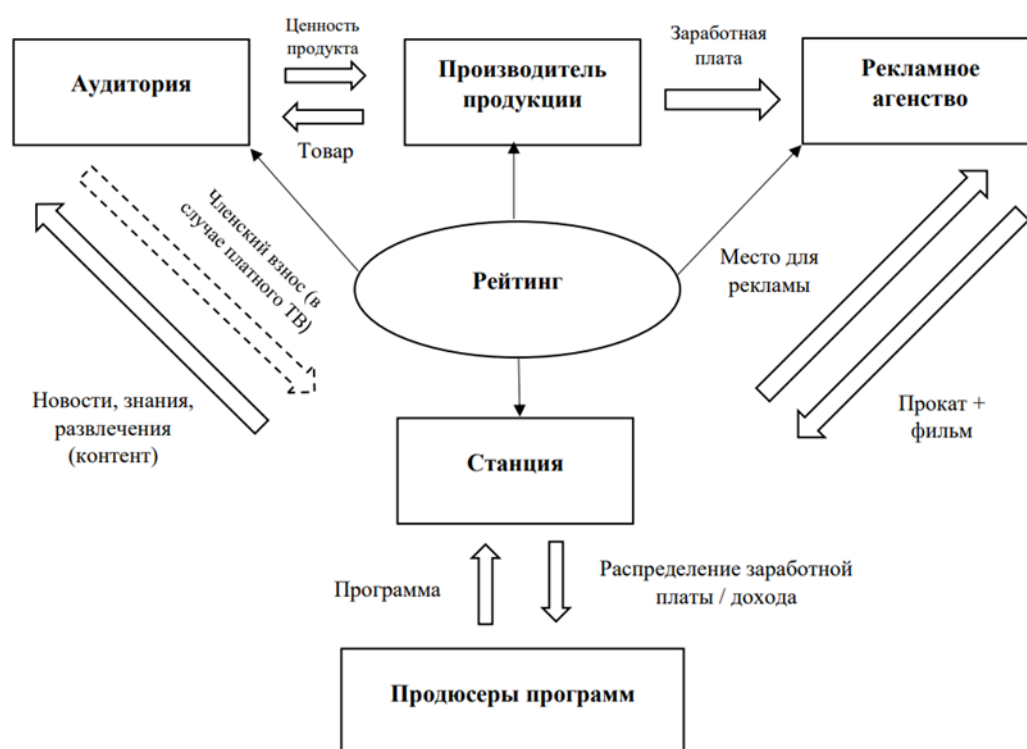 Ценность
продукта
Заработная
плата
Аудитория
Производитель
продукции
Рекламное
агенство
Товар
Членский взнос (в
случае платного ТВ)
Рейтинг
Место для
рекламы
Новости, знания,
развлечения
(контент)
Прокат +
фильм
Станция
Программа
Распределение заработной
платы / дохода
Продюсеры программ